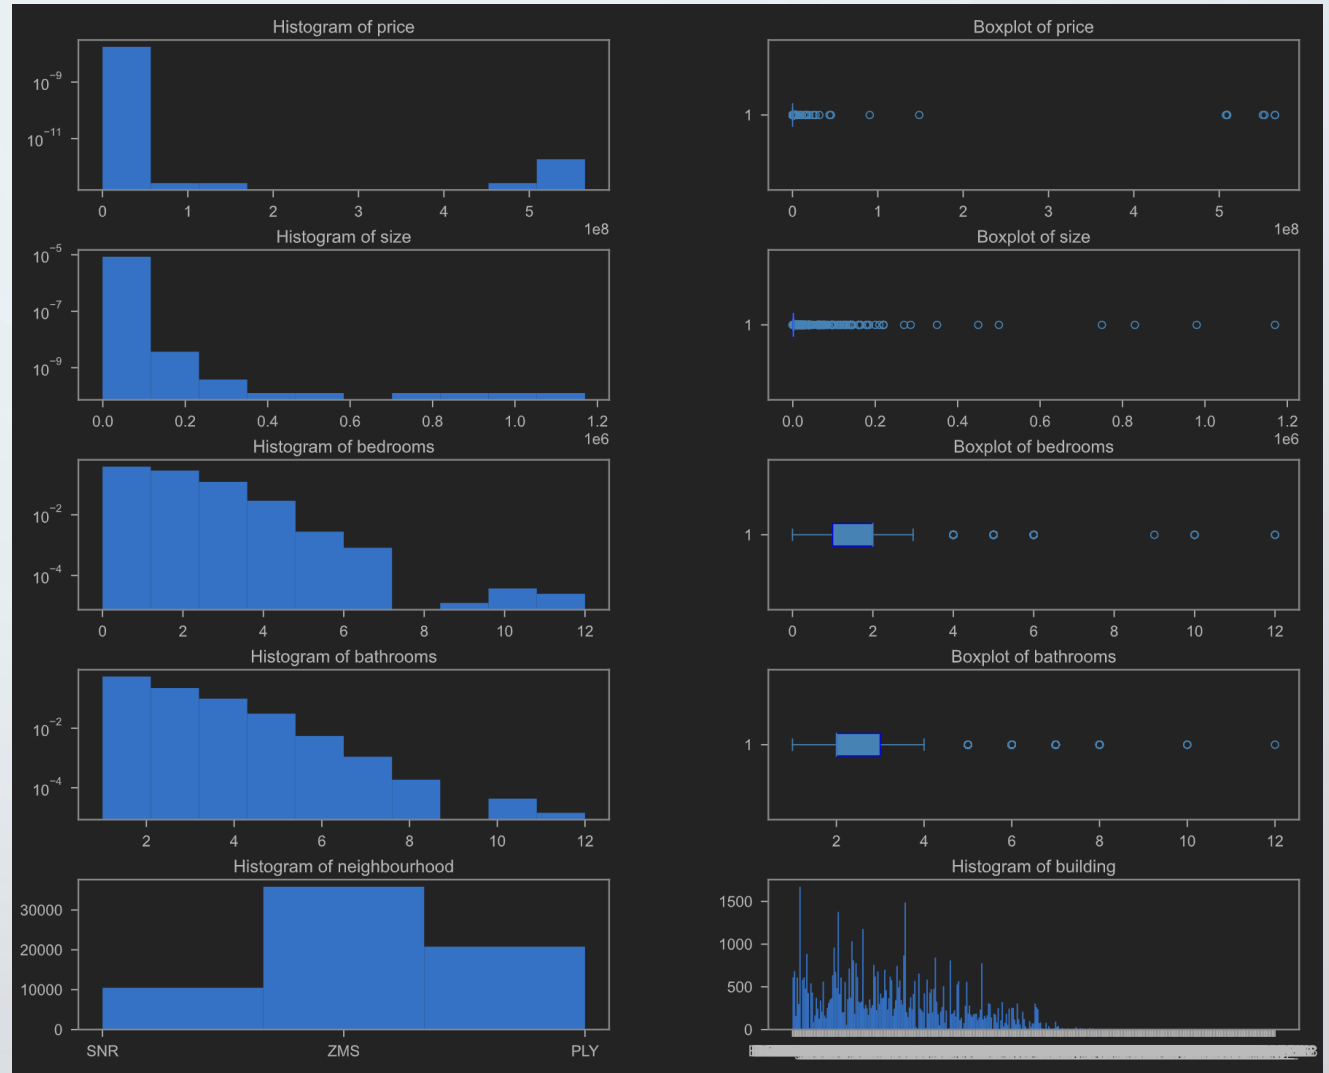 Histogram of price
10⁻⁹
10⁻¹¹
0 1 2 3 4 5
1e8
Boxplot of price
1
0 1 2 3 4 5
1e8
Histogram of size
10⁻⁵
10⁻⁷
10⁻⁹
0.0 0.2 0.4 0.6 0.8 1.0 1.2
1e6
Boxplot of size
1
0.0 0.2 0.4 0.6 0.8 1.0 1.2
1e6
Histogram of bedrooms
10⁻²
10⁻⁴
0 2 4 6 8 10 12
Boxplot of bedrooms
1
0 2 4 6 8 10 12
Histogram of bathrooms
10⁻²
10⁻⁴
2 4 6 8 10 12
Boxplot of bathrooms
1
2 4 6 8 10 12
Histogram of neighbourhood
30000
20000
10000
0
SNR ZMS PLY
Histogram of building
1500
1000
500
0